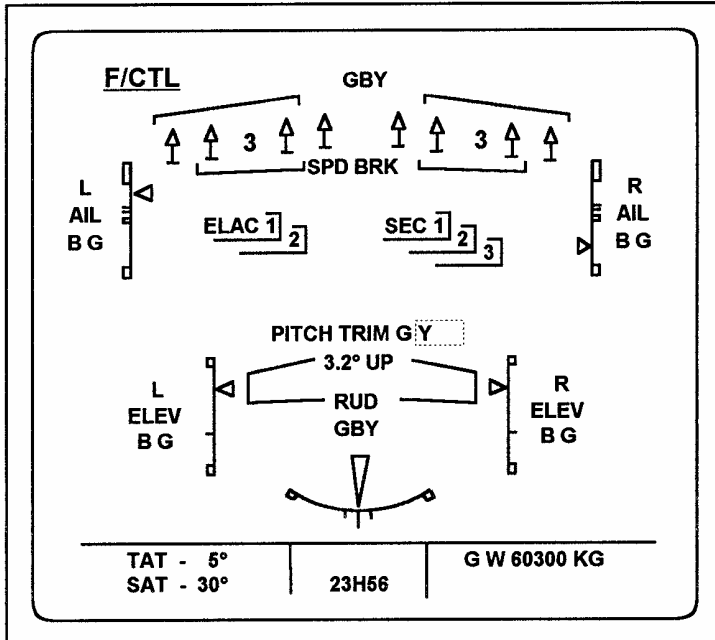 F/CTL
GBY
3
3
SPD BRK
L
AIL
B G
R
AIL
B G
ELAC 1
2
SEC 1
2
3
PITCH TRIM G Y
3.2° UP
L
ELEV
B G
RUD
GBY
R
ELEV
B G
TAT - 5°
SAT - 30°
23H56
G W 60300 KG